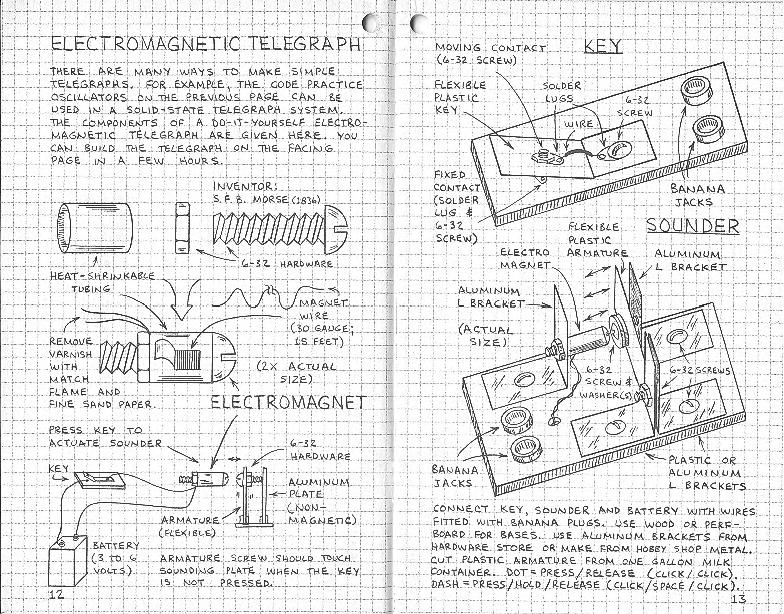 ELECTROMAGNETIC TELEGRAPH
THERE ARE MANY WAYS TO MAKE SIMPLE
TELEGRAPHS. FOR EXAMPLE, THE CODE PRACTICE
OSCILLATORS ON THE PREVIOUS PAGE CAN BE
USED IN A SOLID-STATE TELEGRAPH SYSTEM.
THE COMPONENTS OF A DO-IT-YOURSELF ELECTRO-
MAGNETIC TELEGRAPH ARE GIVEN HERE. YOU
CAN BUILD THE TELEGRAPH ON THE FACING
PAGE IN A FEW HOURS.
INVENTOR:
S.F.B. MORSE (1836)
6-32 HARDWARE
HEAT-SHRINKABLE
TUBING
MAGNET
WIRE
(30 GAUGE;
15 FEET)
REMOVE
VARNISH
WITH
MATCH
FLAME AND
FINE SAND PAPER.
(2X ACTUAL
SIZE)
ELECTROMAGNET
PRESS KEY TO
ACTUATE SOUNDER
6-32
HARDWARE
KEY
ALUMINUM
PLATE
(NON-
MAGNETIC)
ARMATURE
(FLEXIBLE)
BATTERY
(3 TO 6
VOLTS)
ARMATURE SCREW SHOULD TOUCH
SOUNDING PLATE WHEN THE KEY
IS NOT PRESSED.
12
KEY
MOVING CONTACT
(6-32 SCREW)
FLEXIBLE
PLASTIC
KEY
SOLDER
LUGS
WIRE
6-32
SCREW
FIXED
CONTACT
(SOLDER
LUG &
6-32
SCREW)
BANANA
JACKS
SOUNDER
FLEXIBLE
PLASTIC
ARMATURE
ELECTRO
MAGNET
ALUMINUM
L BRACKET
ALUMINUM
L BRACKET
(ACTUAL
SIZE)
6-32
SCREW &
WASHER(S)
6-32 SCREWS
BANANA
JACKS
PLASTIC OR
ALUMINUM
L BRACKETS
CONNECT KEY, SOUNDER AND BATTERY WITH WIRES
FITTED WITH BANANA PLUGS. USE WOOD OR PERF-
BOARD FOR BASES. USE ALUMINUM BRACKETS FROM
HARDWARE STORE OR MAKE FROM HOBBY SHOP METAL.
CUT PLASTIC ARMATURE FROM ONE GALLON MILK
CONTAINER. DOT = PRESS/RELEASE (CLICK/CLICK).
DASH = PRESS/HOLD/RELEASE (CLICK/SPACE/CLICK).
13